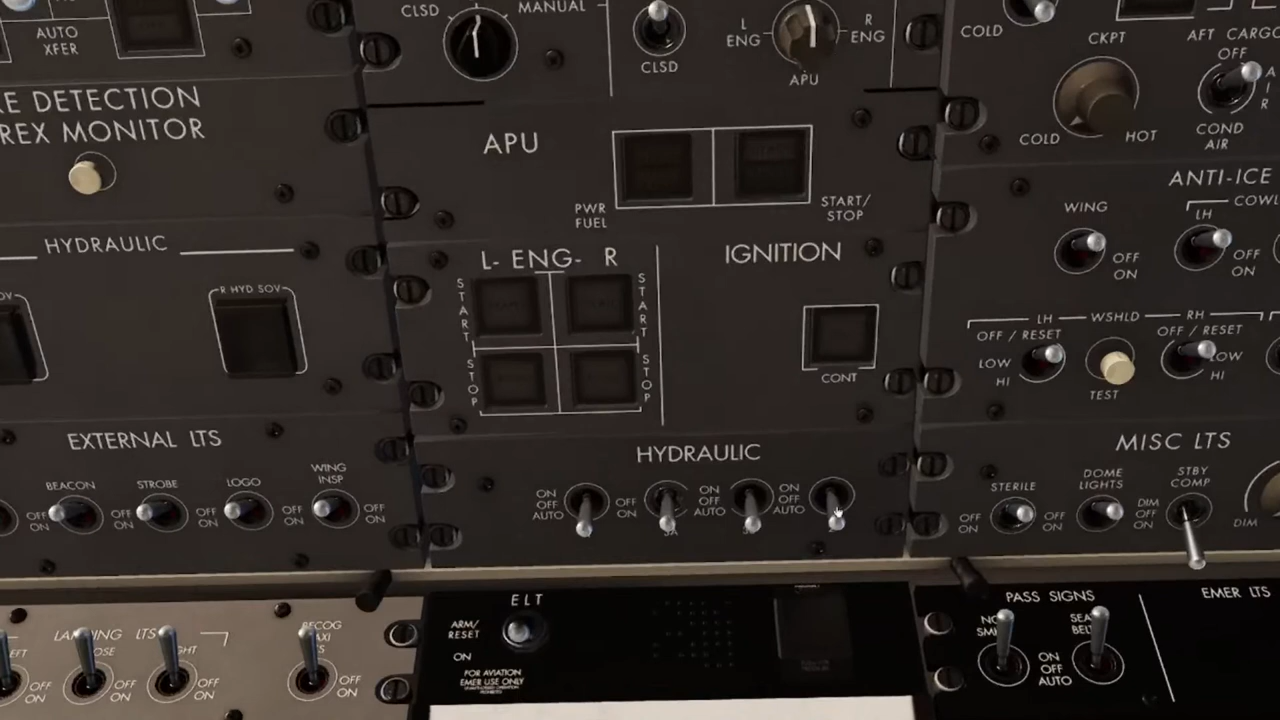 AUTO
XFER
CLSD
MANUAL
CLSD
L
ENG
R
ENG
APU
COLD
CKPT
COLD
HOT
AFT CARGO
OFF
COND
AIR
A
I
R
RE DETECTION
REX MONITOR
APU
PWR
FUEL
START/
STOP
ANTI-ICE
WING
OFF
ON
LH
COWL
OFF
ON
HYDRAULIC
R HYD SOV
L- ENG- R
START
START
STOP
STOP
IGNITION
CONT
LH
WSHLD
RH
OFF / RESET
LOW
HI
TEST
OFF / RESET
LOW
HI
EXTERNAL LTS
BEACON
STROBE
LOGO
WING
INSP
OFF
ON
OFF
ON
OFF
ON
OFF
ON
HYDRAULIC
ON
OFF
AUTO
OFF
ON
ON
OFF
AUTO
ON
OFF
AUTO
3A
MISC LTS
STERILE
DOME
LIGHTS
STBY
COMP
OFF
ON
OFF
ON
DIM
OFF
ON
DIM
LANDING LTS
OFF
ON
OFF
ON
OFF
ON
RECOG
TAXI
OFF
ON
ELT
ARM/
RESET
ON
FOR AVIATION
EMER USE ONLY
PASS SIGNS
ON
OFF
AUTO
EMER LTS